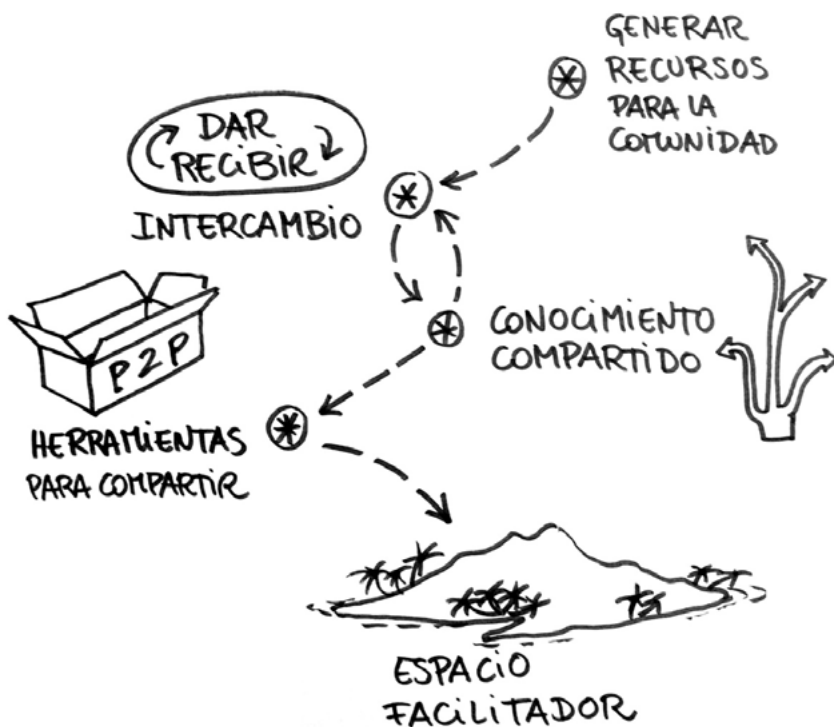 GENERAR
RECURSOS
PARA LA
COMUNIDAD
DAR
RECIBIR
INTERCAMBIO
CONOCIMIENTO
COMPARTIDO
P2P
HERRAMIENTAS
PARA COMPARTIR
ESPACIO
FACILITADOR